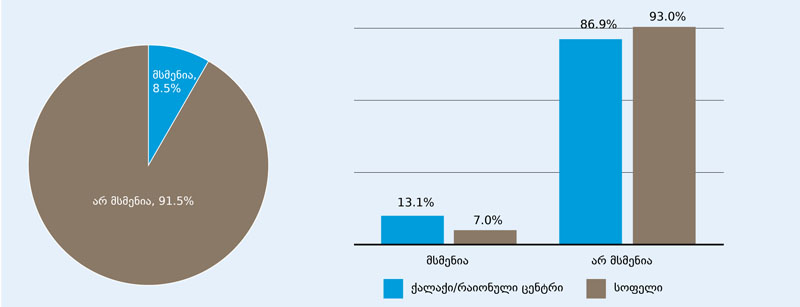 მსმენია,
8.5%
არ მსმენია, 91.5%
86.9%
93.0%
13.1%
7.0%
მსმენია
არ მსმენია
ქალაქი/რაიონული ცენტრი
სოფელი